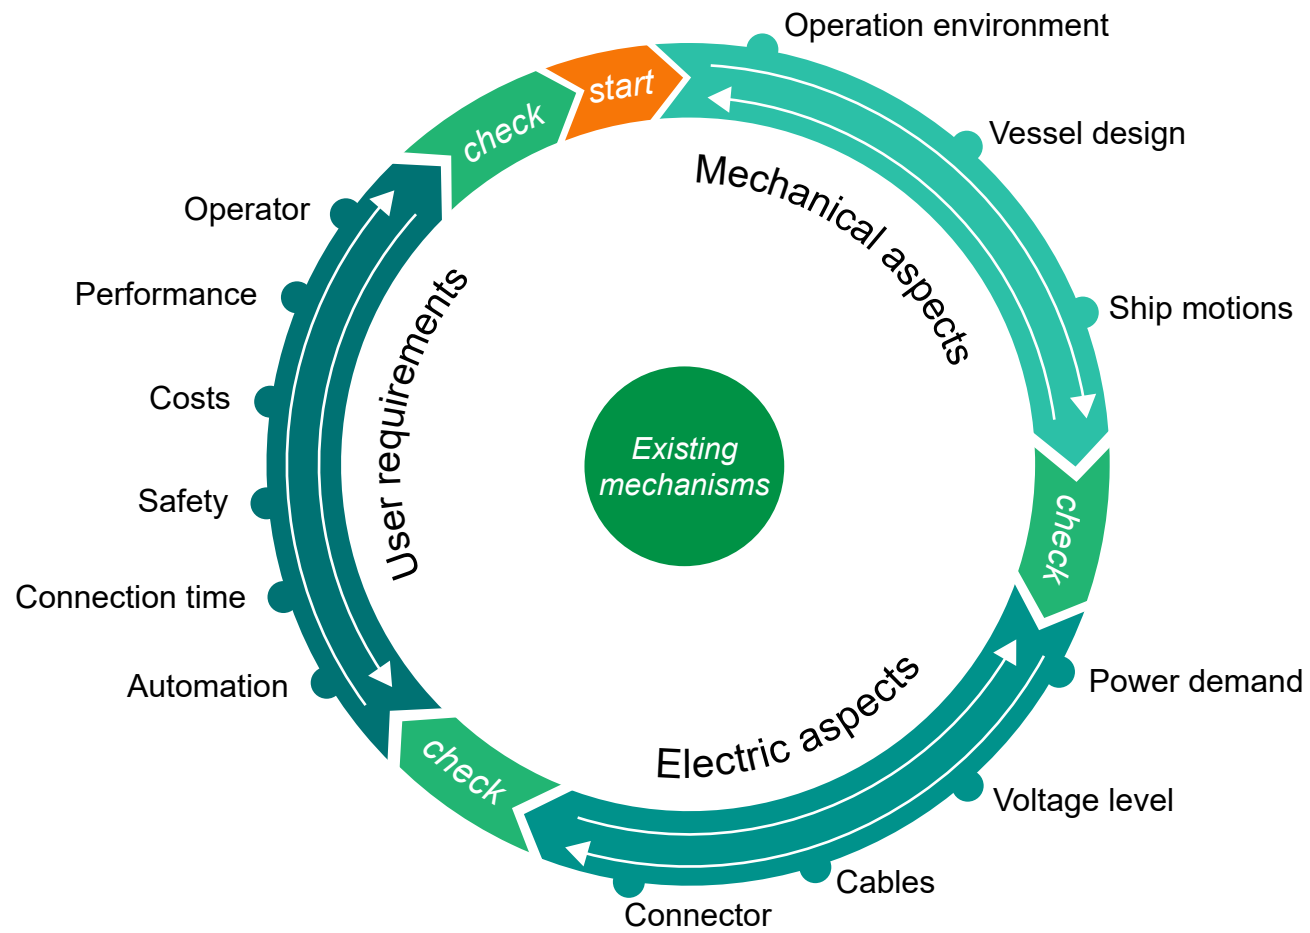 start
Operation environment
Vessel design
Ship motions
Mechanical aspects
check
Power demand
Voltage level
Cables
Connector
Electric aspects
check
Automation
Connection time
Safety
Costs
Performance
Operator
User requirements
check
Existing
mechanisms